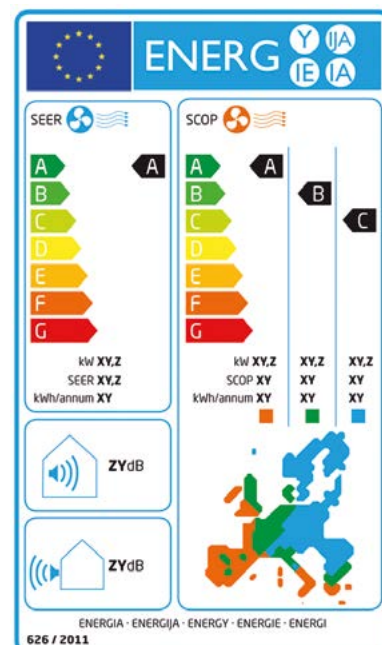 ENERG Y IJA
IE IA
SEER
SCOP
A A
B
C
D
E
F
G
kW XY,Z
SEER XY,Z
kWh/annum XY
A A
B B
C C
D
E
F
G
kW XY,Z XY,Z XY,Z
SCOP XY XY XY
kWh/annum XY XY XY
ZYdB
ZYdB
ENERGIA · ENERGIJA · ENERGY · ENERGIE · ENERGI
626 / 2011